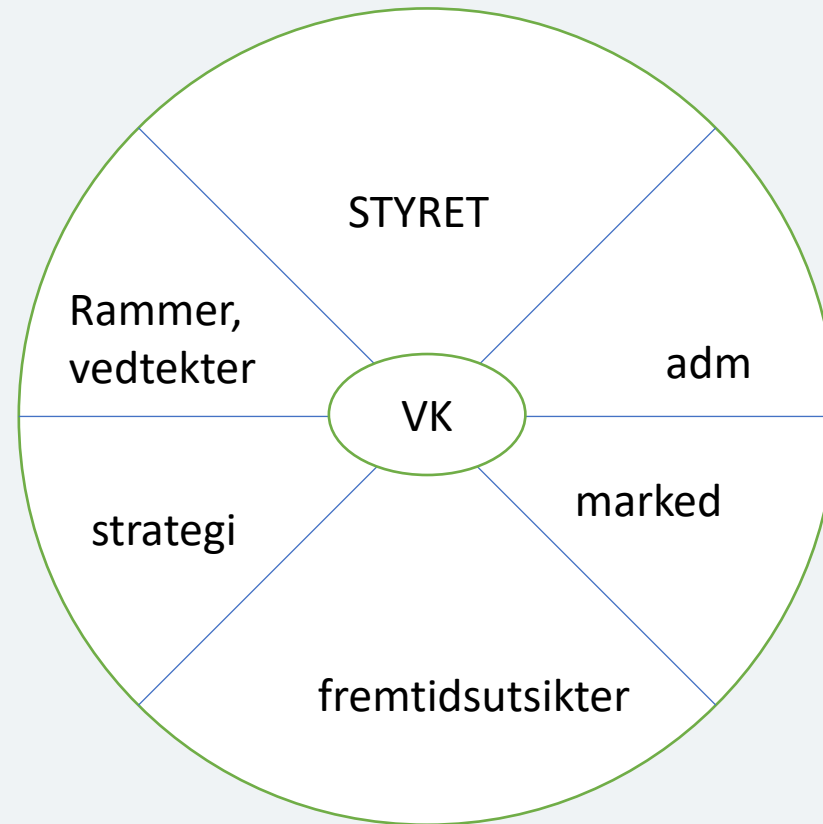 STYRET
Rammer,
vedtekter
adm
VK
strategi
marked
fremtidsutsikter